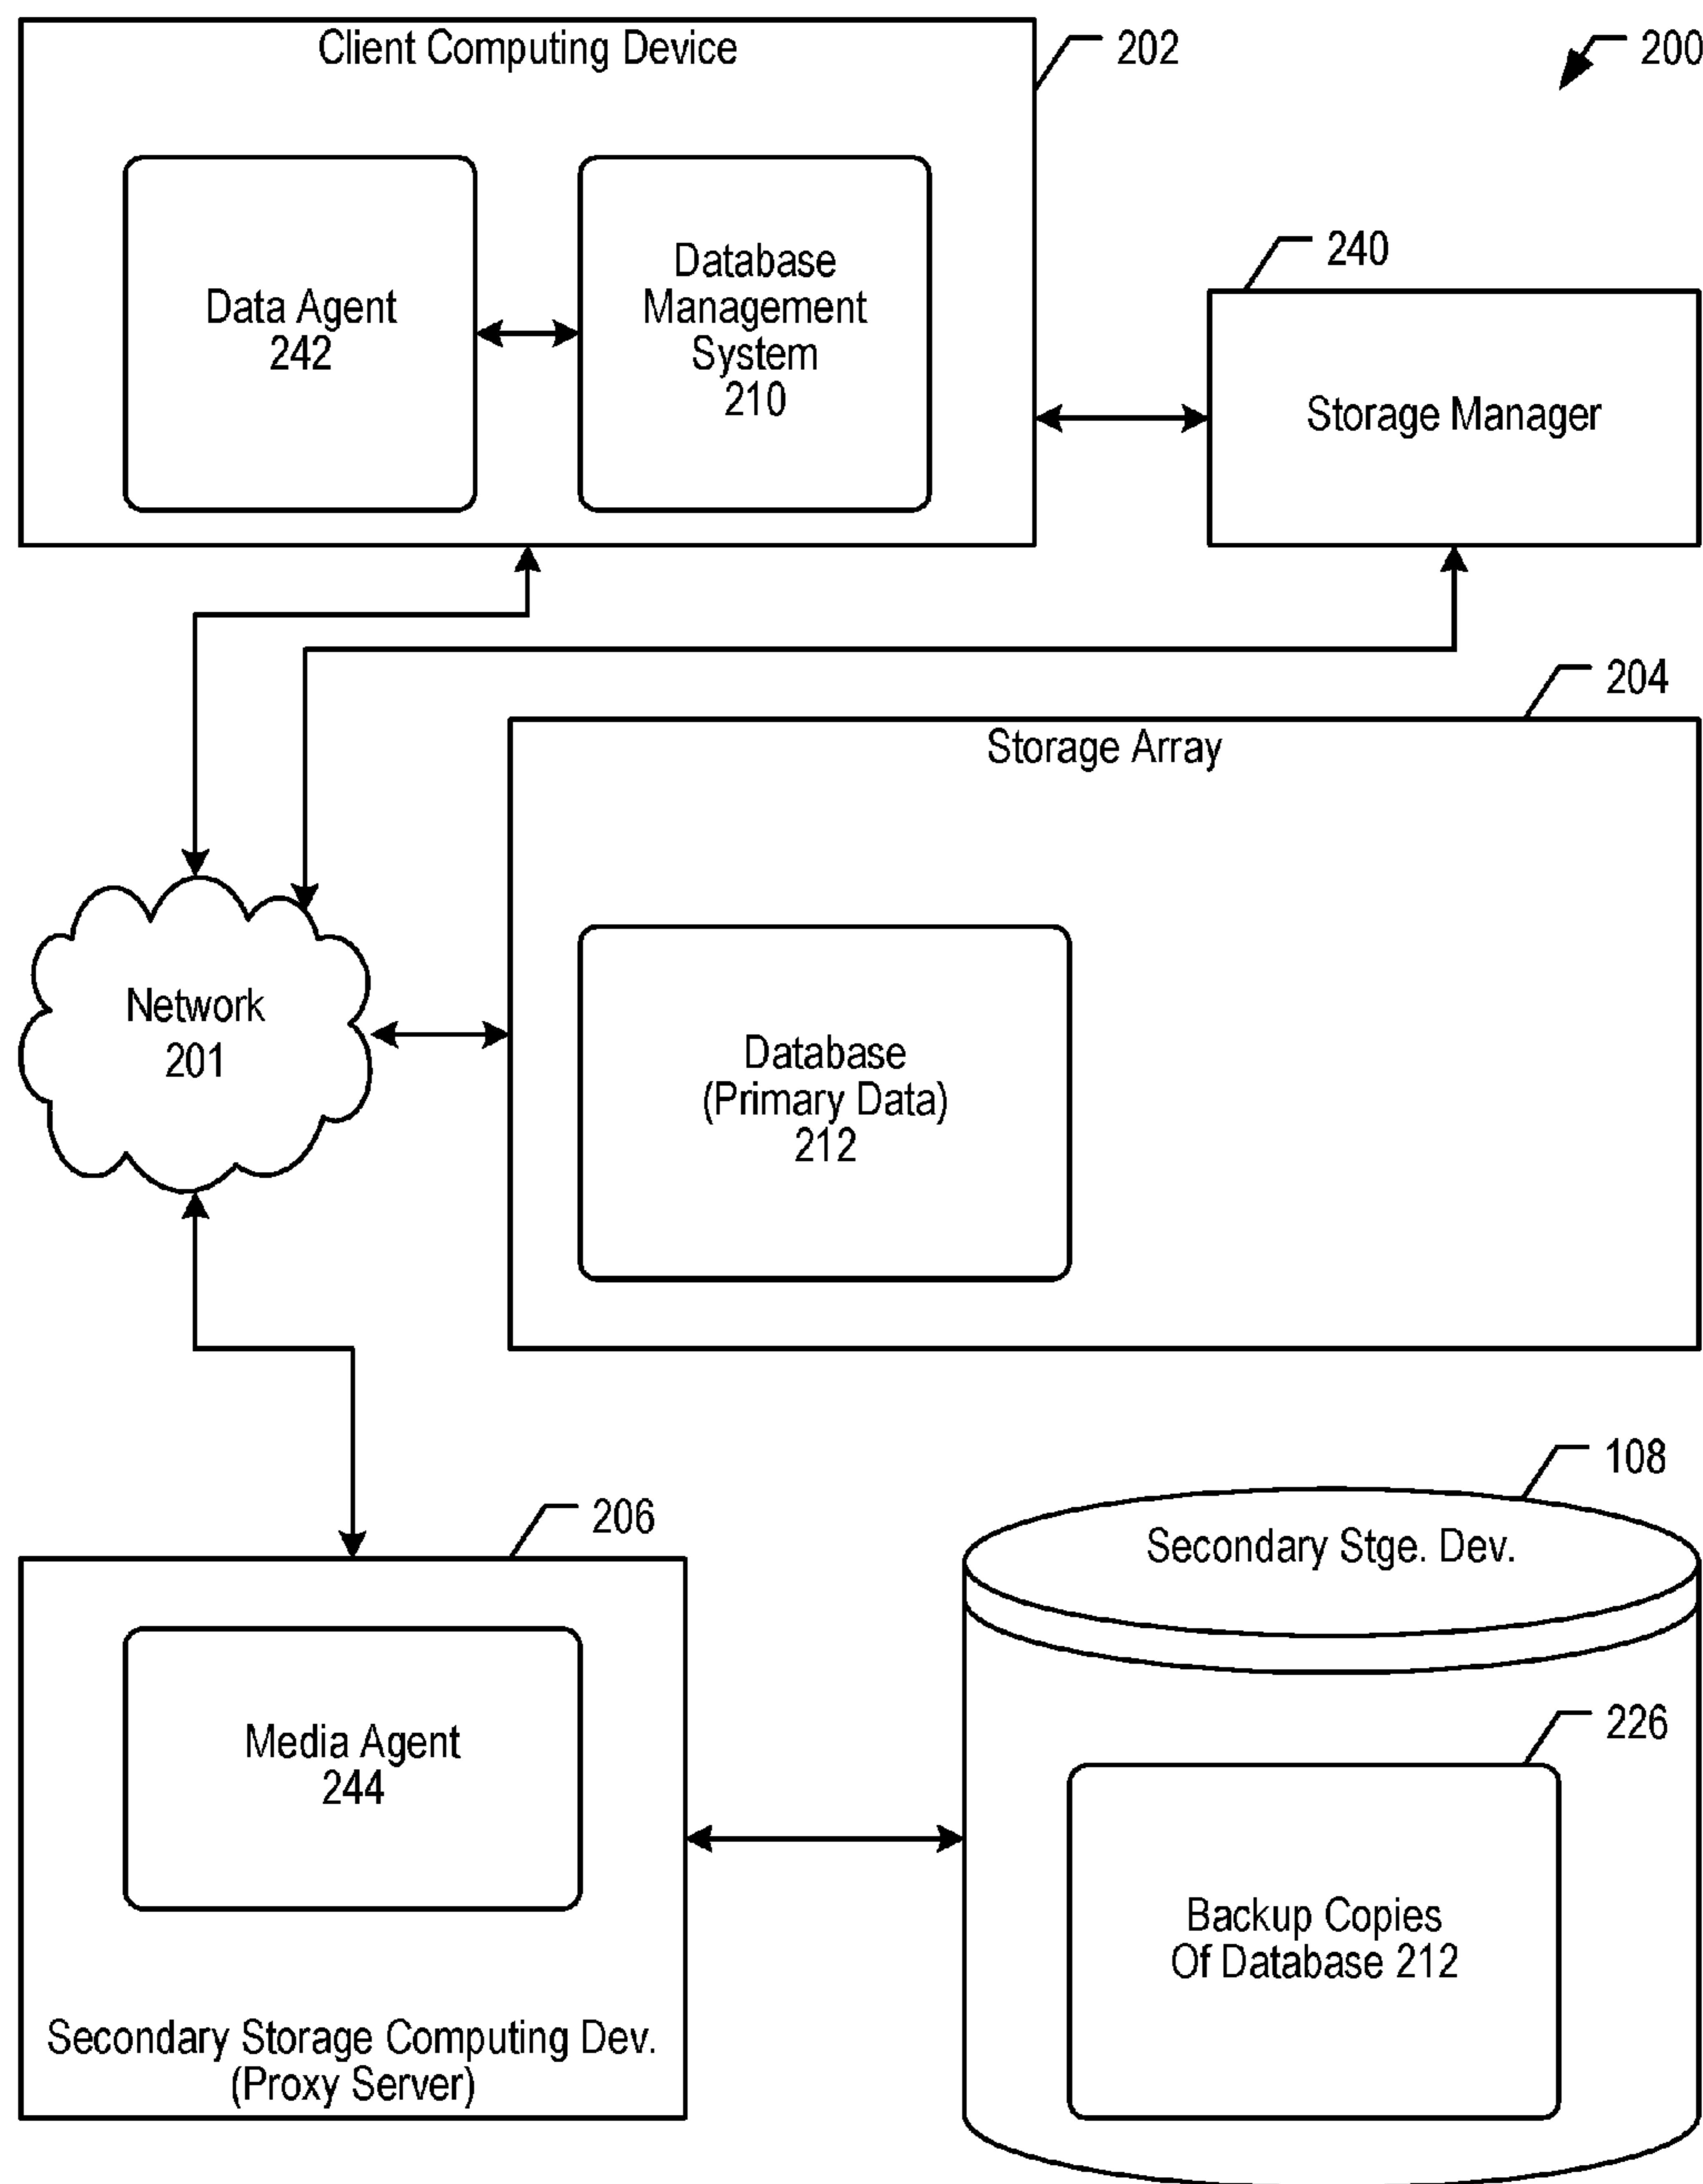 Client Computing Device
202
200
Data Agent
242
Database
Management
System
210
240
Storage Manager
204
Storage Array
Network
201
Database
(Primary Data)
212
108
Secondary Stge. Dev.
206
Media Agent
244
226
Backup Copies
Of Database 212
Secondary Storage Computing Dev.
(Proxy Server)